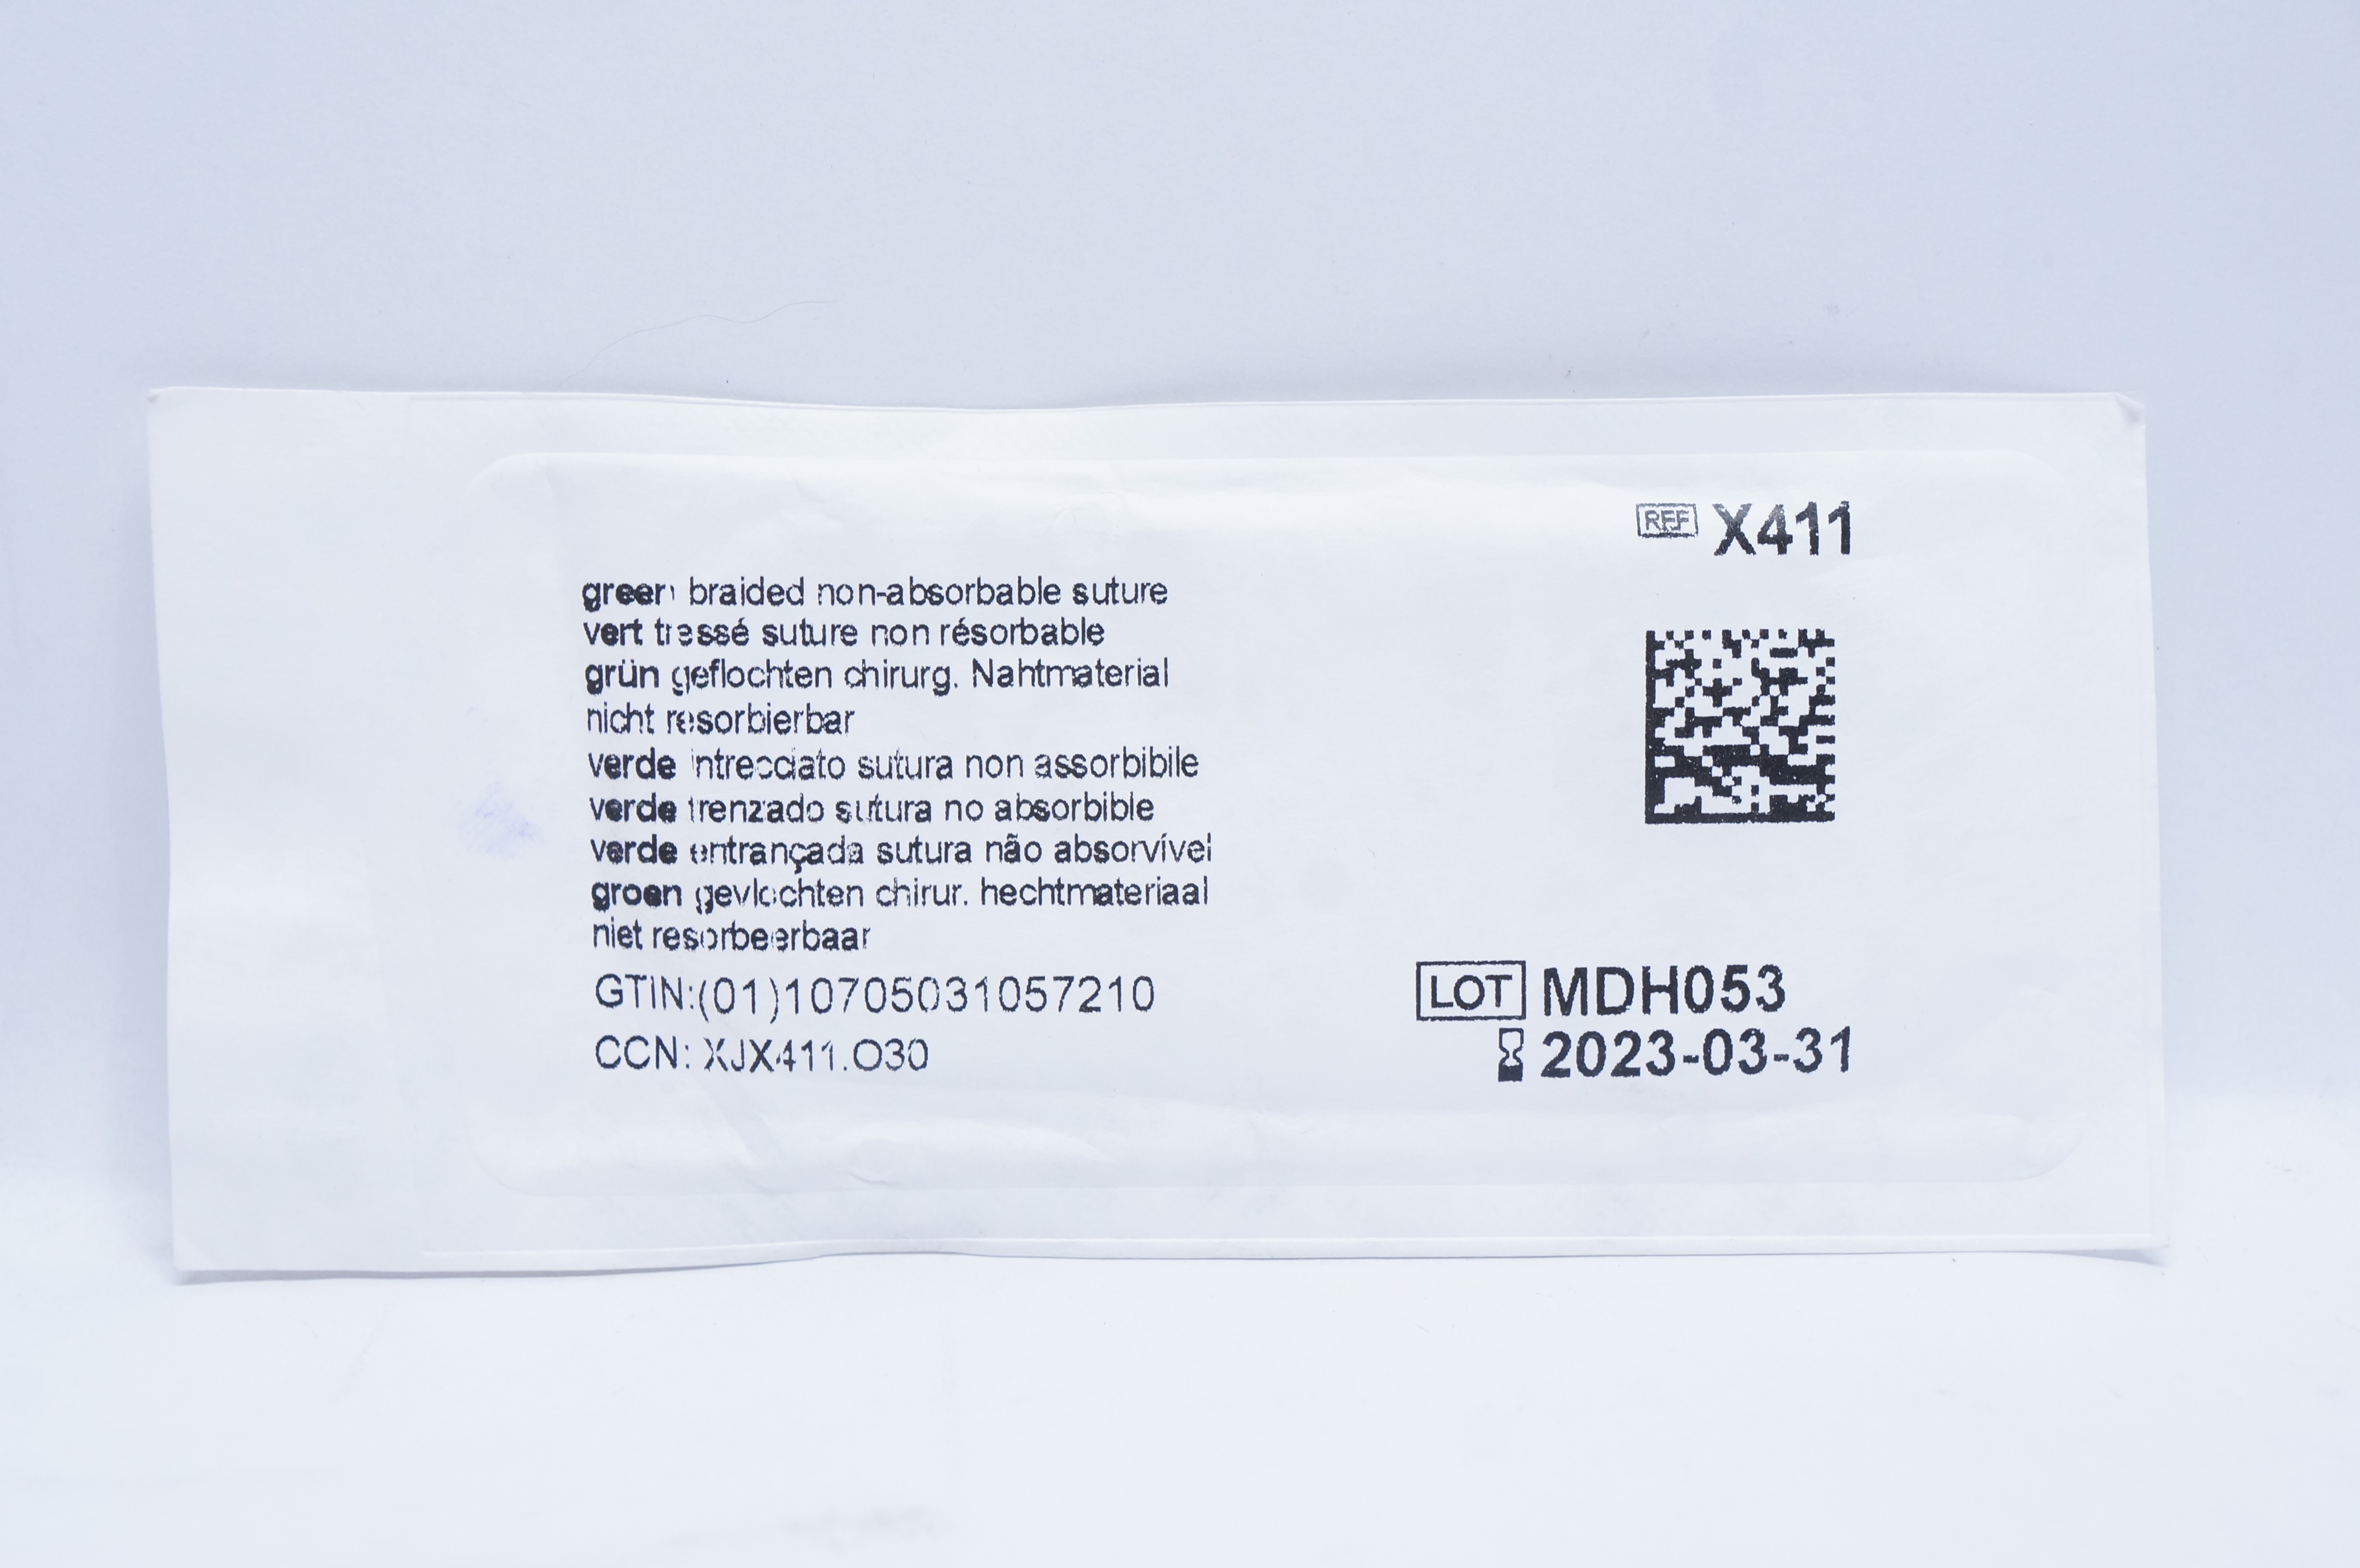 REF X411
green braided non-absorbable suture
vert tressé suture non résorbable
grün geflochten chirurg. Nahtmaterial
nicht resorbierbar
verde intrecciato sutura non assorbibile
verde trenzado sutura no absorbible
verde entrançada sutura não absorvível
groen gevlochten chirur. hechtmateriaal
niet resorbeerbaar
GTIN:(01)10705031057210
CCN: XJX411.O30
LOT MDH053
2023-03-31